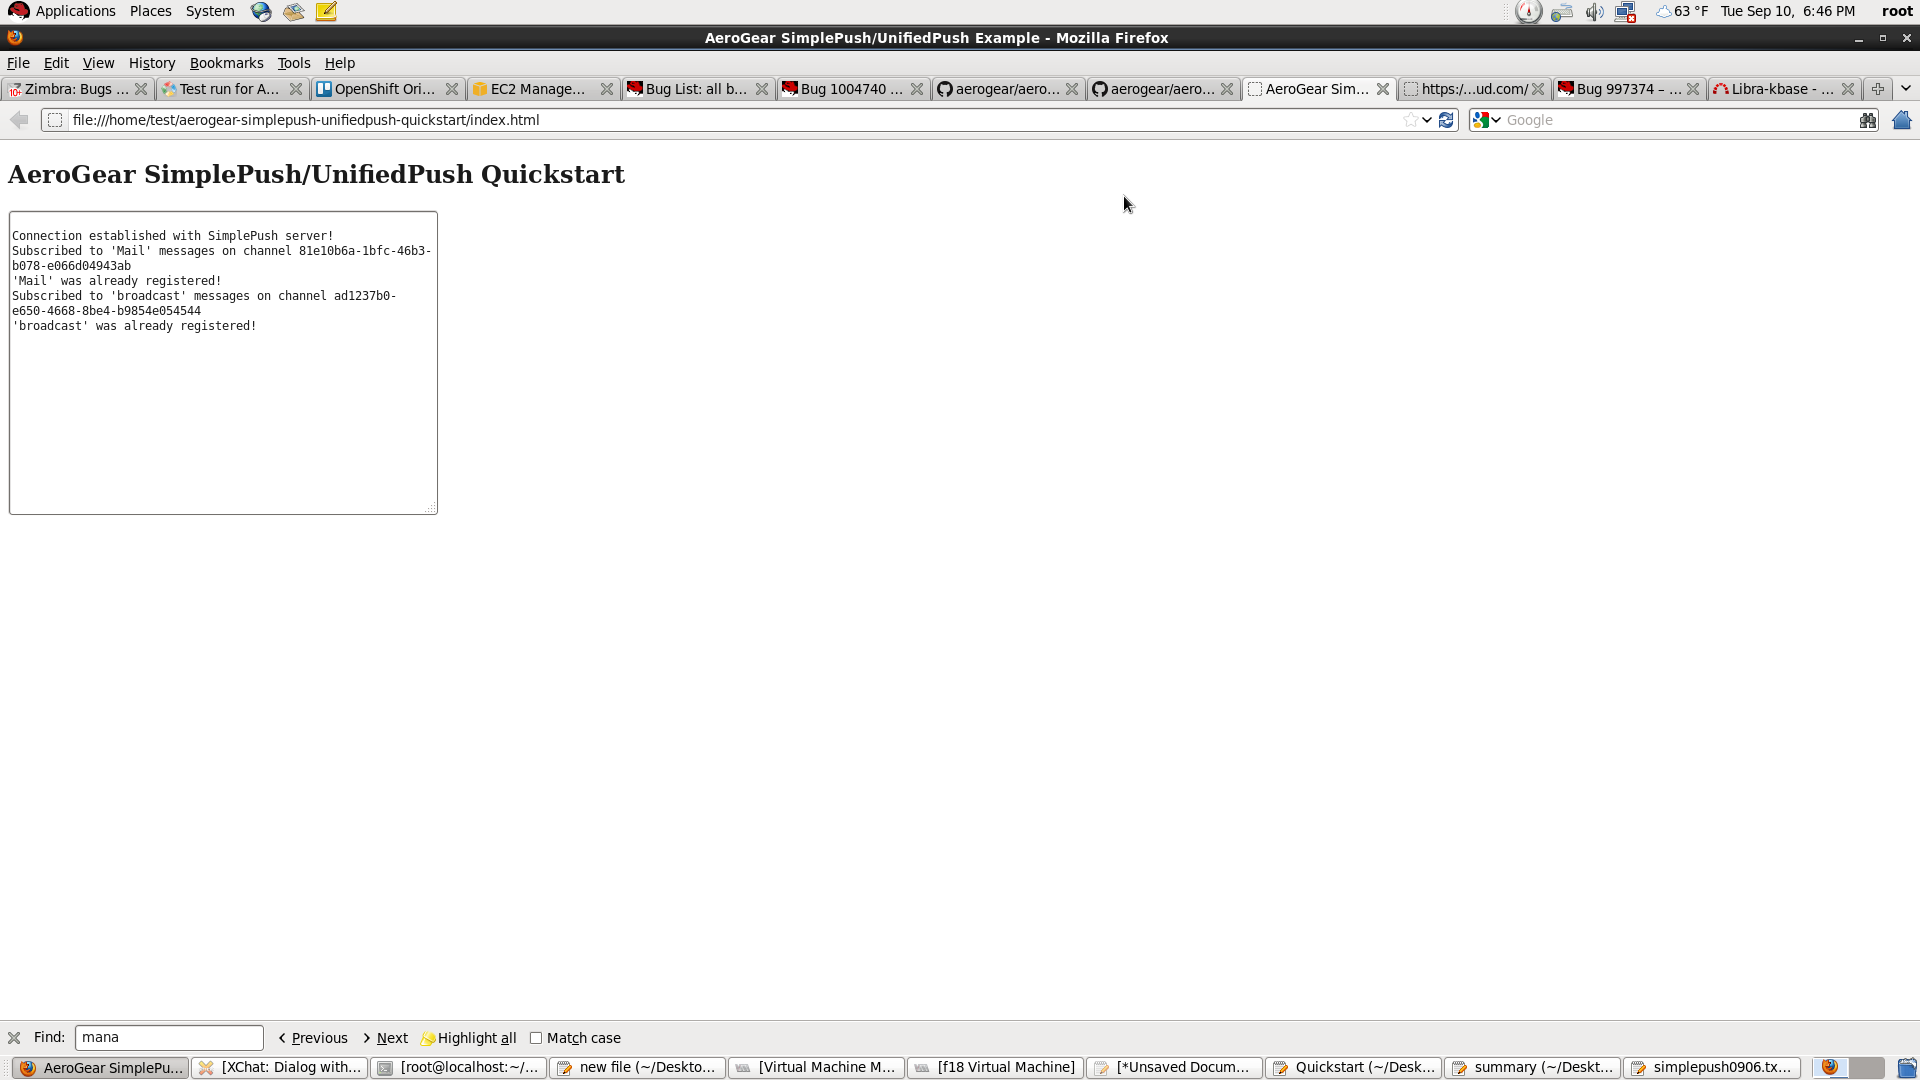 Applications Places System 63 °F Tue Sep 10, 6:46 PM root
AeroGear SimplePush/UnifiedPush Example - Mozilla Firefox
File Edit View History Bookmarks Tools Help
Zimbra: Bugs ... Test run for A... OpenShift Ori... EC2 Manage... Bug List: all b... Bug 1004740 ... aerogear/aero... aerogear/aero... AeroGear Sim... https:/...ud.com/ Bug 997374 – ... Libra-kbase - ...
file:///home/test/aerogear-simplepush-unifiedpush-quickstart/index.html Google
AeroGear SimplePush/UnifiedPush Quickstart
Connection established with SimplePush server!
Subscribed to 'Mail' messages on channel 81e10b6a-1bfc-46b3-
b078-e066d04943ab
'Mail' was already registered!
Subscribed to 'broadcast' messages on channel ad1237b0-
e650-4668-8be4-b9854e054544
'broadcast' was already registered!
Find: mana Previous Next Highlight all Match case
AeroGear SimplePu... [XChat: Dialog with... [root@localhost:~/... new file (~/Deskto... [Virtual Machine M... [f18 Virtual Machine] [*Unsaved Docum... Quickstart (~/Desk... summary (~/Deskt... simplepush0906.tx...